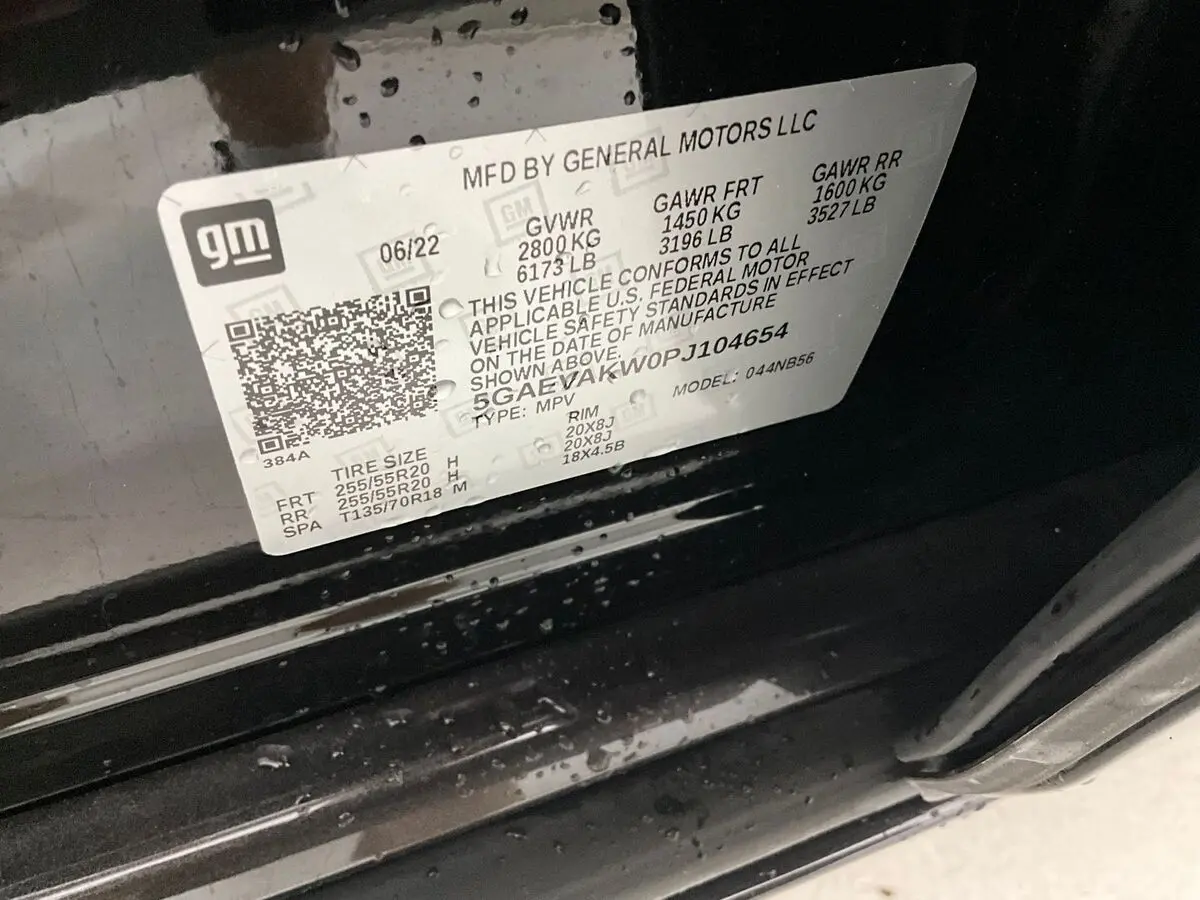 MFD BY GENERAL MOTORS LLC
gm
06/22
GVWR
2800 KG
6173 LB
GAWR FRT
1450 KG
3196 LB
GAWR RR
1600 KG
3527 LB
THIS VEHICLE CONFORMS TO ALL
APPLICABLE U.S. FEDERAL MOTOR
VEHICLE SAFETY STANDARDS IN EFFECT
ON THE DATE OF MANUFACTURE
SHOWN ABOVE.
5GAEVAKW0PJ104654
TYPE: MPV
MODEL: 044NB56
384A
TIRE SIZE RIM
FRT 255/55R20 H 20X8J
RR 255/55R20 H 20X8J
SPA T135/70R18 M 18X4.5B